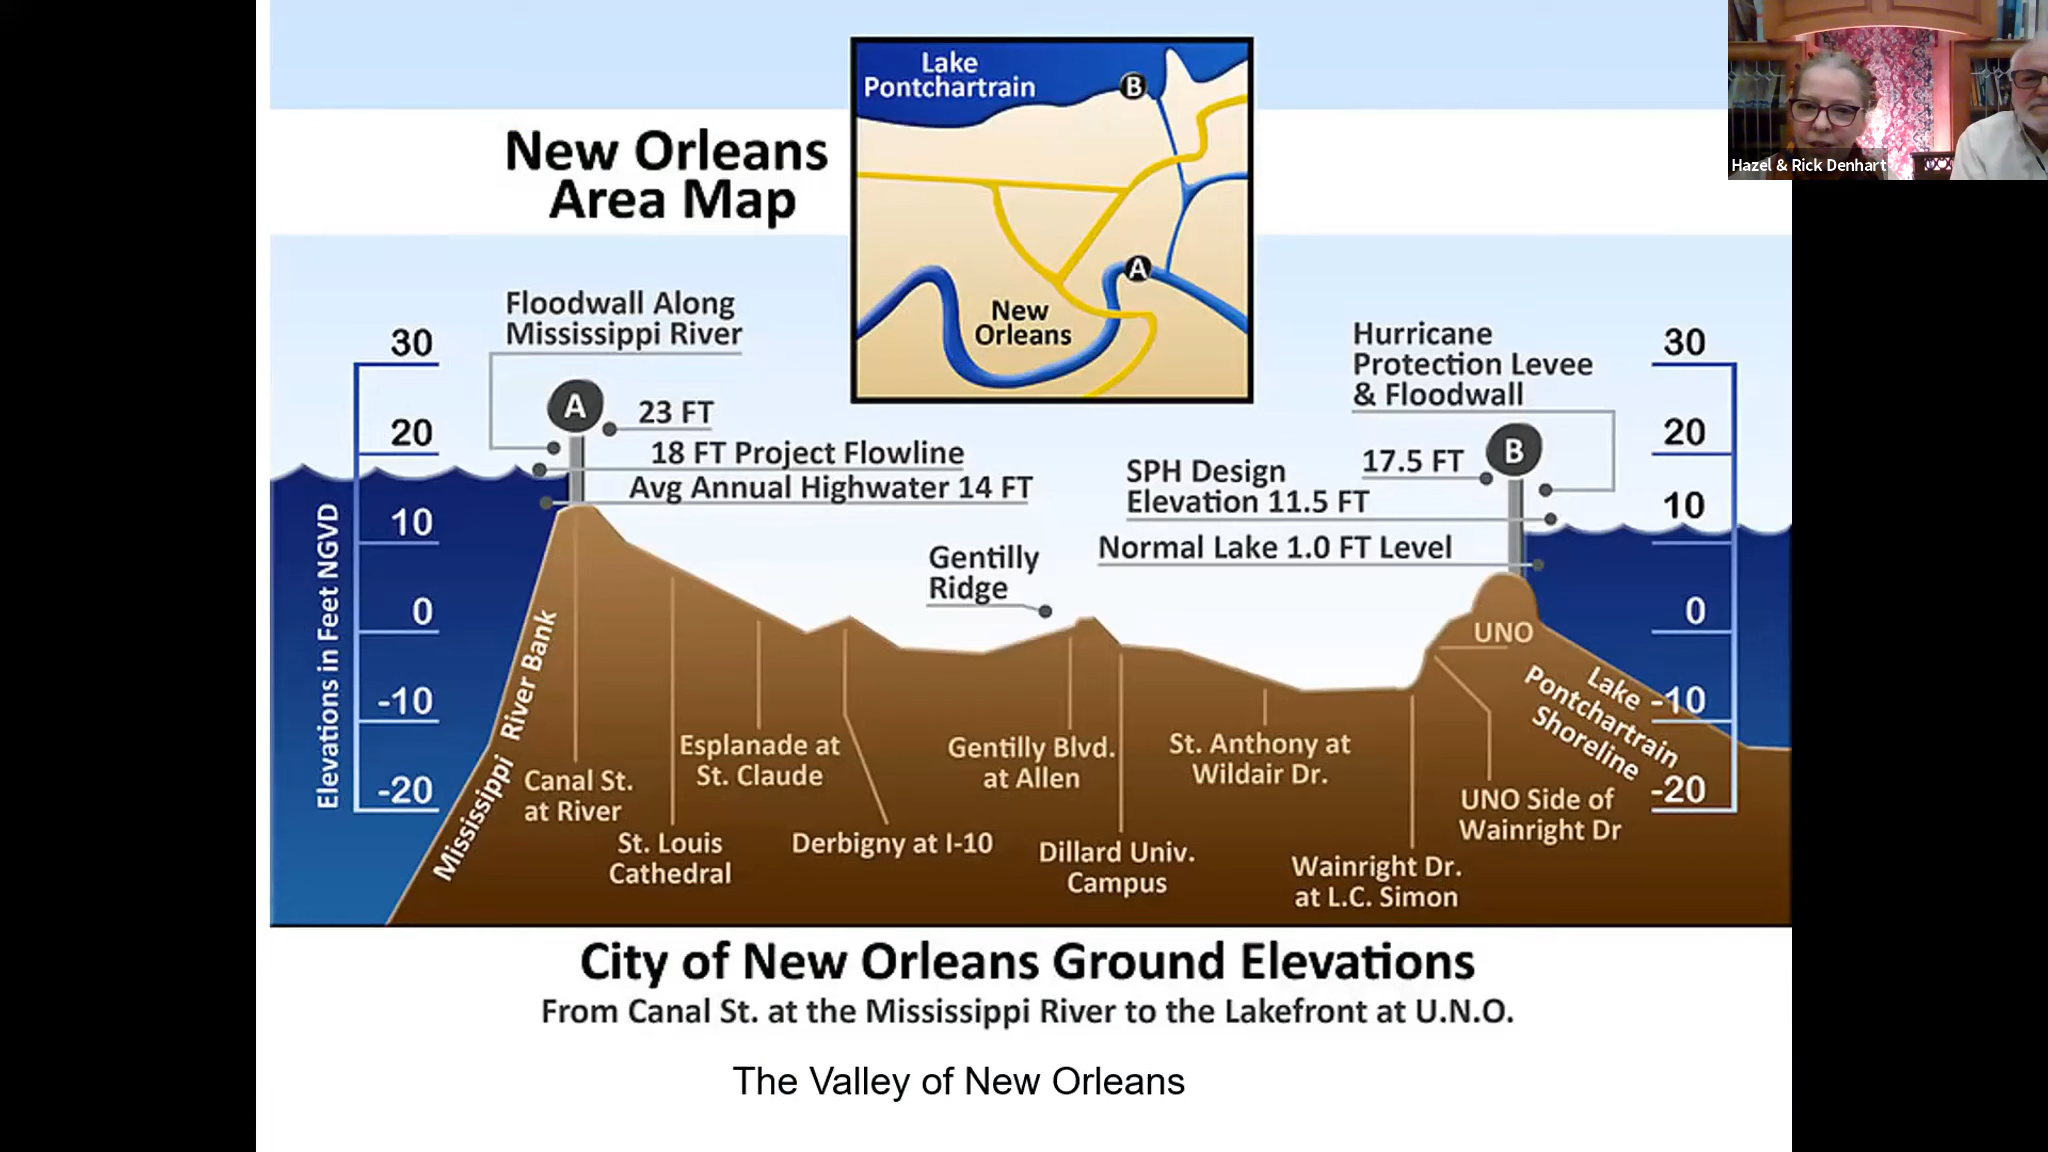 Lake
Pontchartrain
B
A
New
Orleans
New Orleans
Area Map
Hazel & Rick Denhart
Floodwall Along
Mississippi River
A
23 FT
18 FT Project Flowline
Avg Annual Highwater 14 FT
Hurricane
Protection Levee
& Floodwall
17.5 FT
B
SPH Design
Elevation 11.5 FT
Normal Lake 1.0 FT Level
Gentilly
Ridge
Elevations in Feet NGVD
30
20
10
0
-10
-20
30
20
10
0
-10
-20
Mississippi River Bank
Canal St.
at River
St. Louis
Cathedral
Esplanade at
St. Claude
Derbigny at I-10
Gentilly Blvd.
at Allen
Dillard Univ.
Campus
St. Anthony at
Wildair Dr.
Wainright Dr.
at L.C. Simon
UNO
UNO Side of
Wainright Dr
Lake
Pontchartrain
Shoreline
City of New Orleans Ground Elevations
From Canal St. at the Mississippi River to the Lakefront at U.N.O.
The Valley of New Orleans